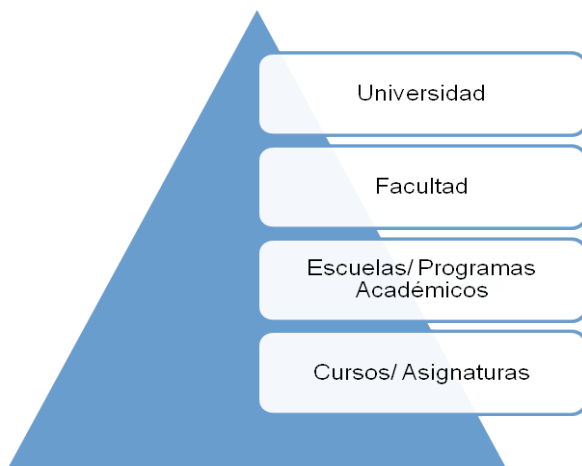 Universidad
Facultad
Escuelas/ Programas
Académicos
Cursos/ Asignaturas